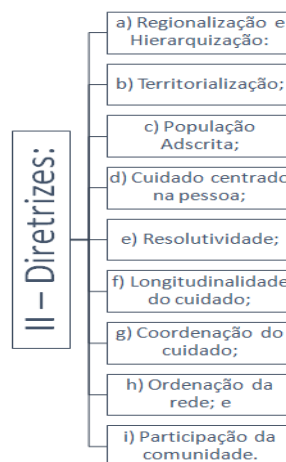 II – Diretrizes:
a) Regionalização e
Hierarquização:
b) Territorialização;
c) População
Adscrita;
d) Cuidado centrado
na pessoa;
e) Resolutividade;
f) Longitudinalidade
do cuidado;
g) Coordenação do
cuidado;
h) Ordenação da
rede; e
i) Participação da
comunidade.